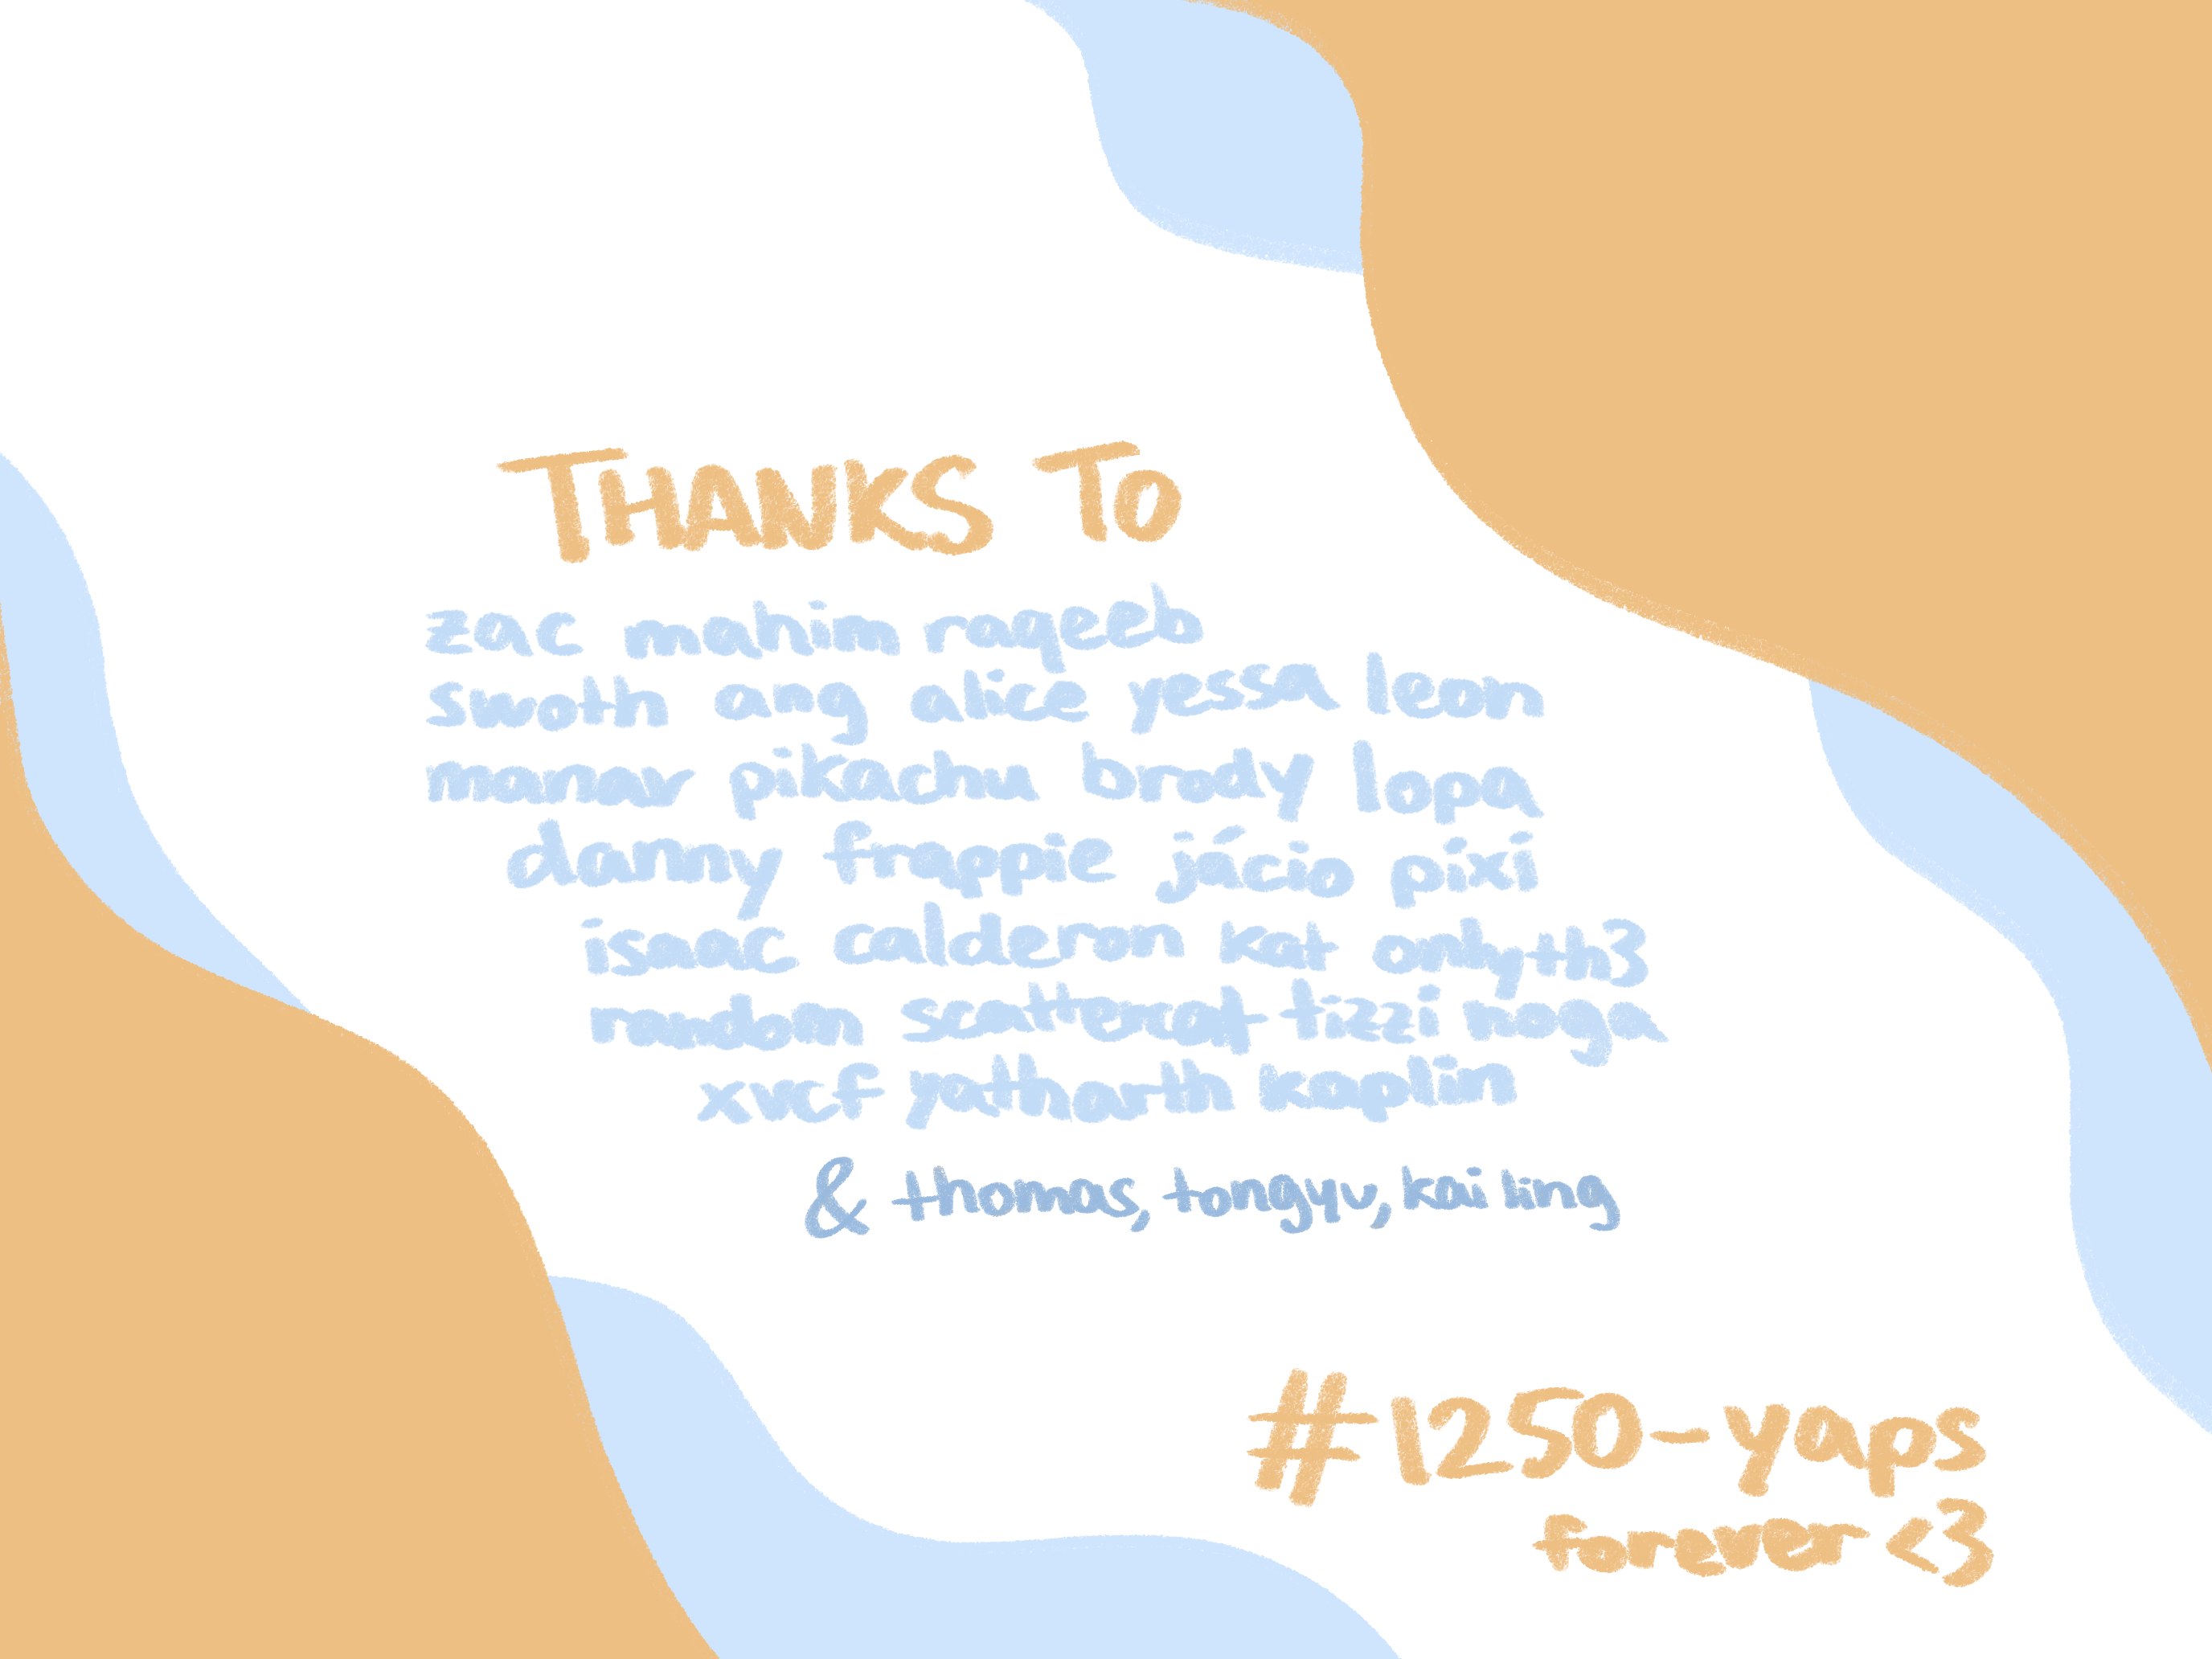 THANKS TO
zac mahim raqeeb
swoth ang alice yessa leon
manav pikachu brody lopa
danny frappie jácio pixi
isaac calderon kat onlyth3
random scattercat tizzi noga
xvcf yatharth kaplin
& thomas, tongyu, kai ling
#1250-yaps
forever <3